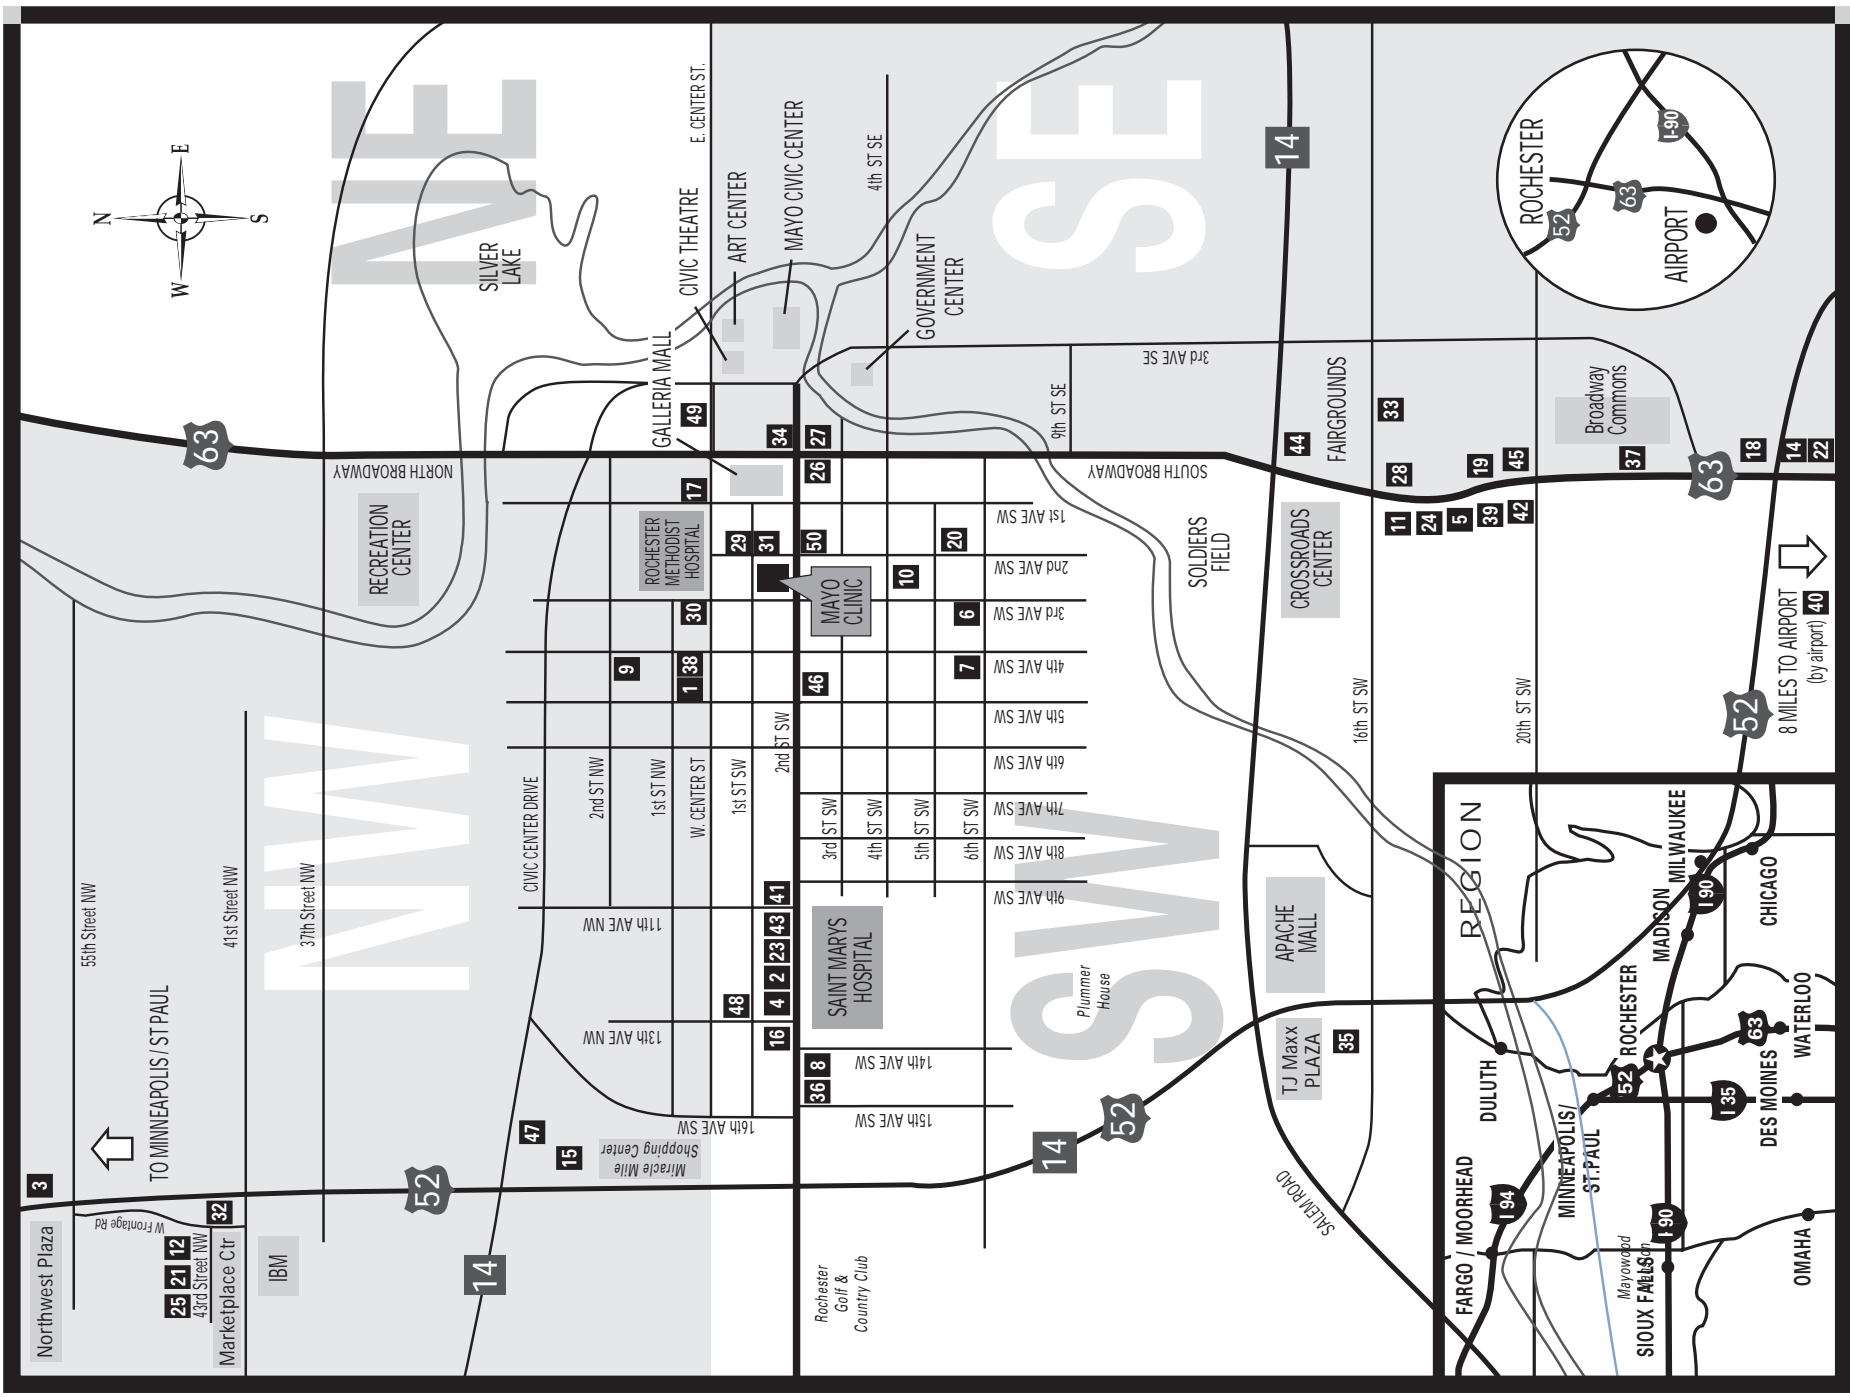 N
E
S
W
NE
NW
SE
SW
63
SILVER
LAKE
E. CENTER ST.
CIVIC THEATRE
ART CENTER
MAYO CIVIC CENTER
4th ST SE
GOVERNMENT
CENTER
GALLERIA MALL
49
34
27
26
17
NORTH BROADWAY
SOUTH BROADWAY
3rd AVE SE
9th ST SE
14
ROCHESTER
52
63
I-90
AIRPORT
FAIRGROUNDS
33
44
28
19
45
37
Broadway
Commons
18
14
22
63
11
24
5
39
42
RECREATION
CENTER
ROCHESTER
METHODIST
HOSPITAL
29
31
50
20
10
MAYO
CLINIC
30
6
9
38
1
46
7
1st AVE SW
2nd AVE SW
3rd AVE SW
4th AVE SW
5th AVE SW
6th AVE SW
7th AVE SW
8th AVE SW
9th AVE SW
SOLDIERS
FIELD
CROSSROADS
CENTER
16th ST SW
20th ST SW
52
8 MILES TO AIRPORT
(by airport)
40
CIVIC CENTER DRIVE
2nd ST NW
1st ST NW
W. CENTER ST
1st ST SW
2nd ST SW
3rd ST SW
4th ST SW
5th ST SW
6th ST SW
55th Street NW
41st Street NW
37th Street NW
11th AVE NW
13th AVE NW
41
43
23
2
4
48
16
SAINT MARYS
HOSPITAL
8
36
14th AVE SW
15th AVE SW
16th AVE SW
Plummer
House
APACHE
MALL
TJ Maxx
PLAZA
35
TO MINNEAPOLIS / ST PAUL
3
Northwest Plaza
W Frontage Rd
32
12
21
25
43rd Street NW
Marketplace Ctr
IBM
52
14
47
15
Miracle Mile
Shopping Center
14
52
Rochester
Golf &
Country Club
SALEM ROAD
REGION
MILWAUKEE
I 90
MADISON
CHICAGO
ROCHESTER
DULUTH
52
63
WATERLOO
I 35
DES MOINES
MINNEAPOLIS/
ST.PAUL
FARGO / MOORHEAD
I 94
I 90
SIOUX FALLS
Mayowood
OMAHA